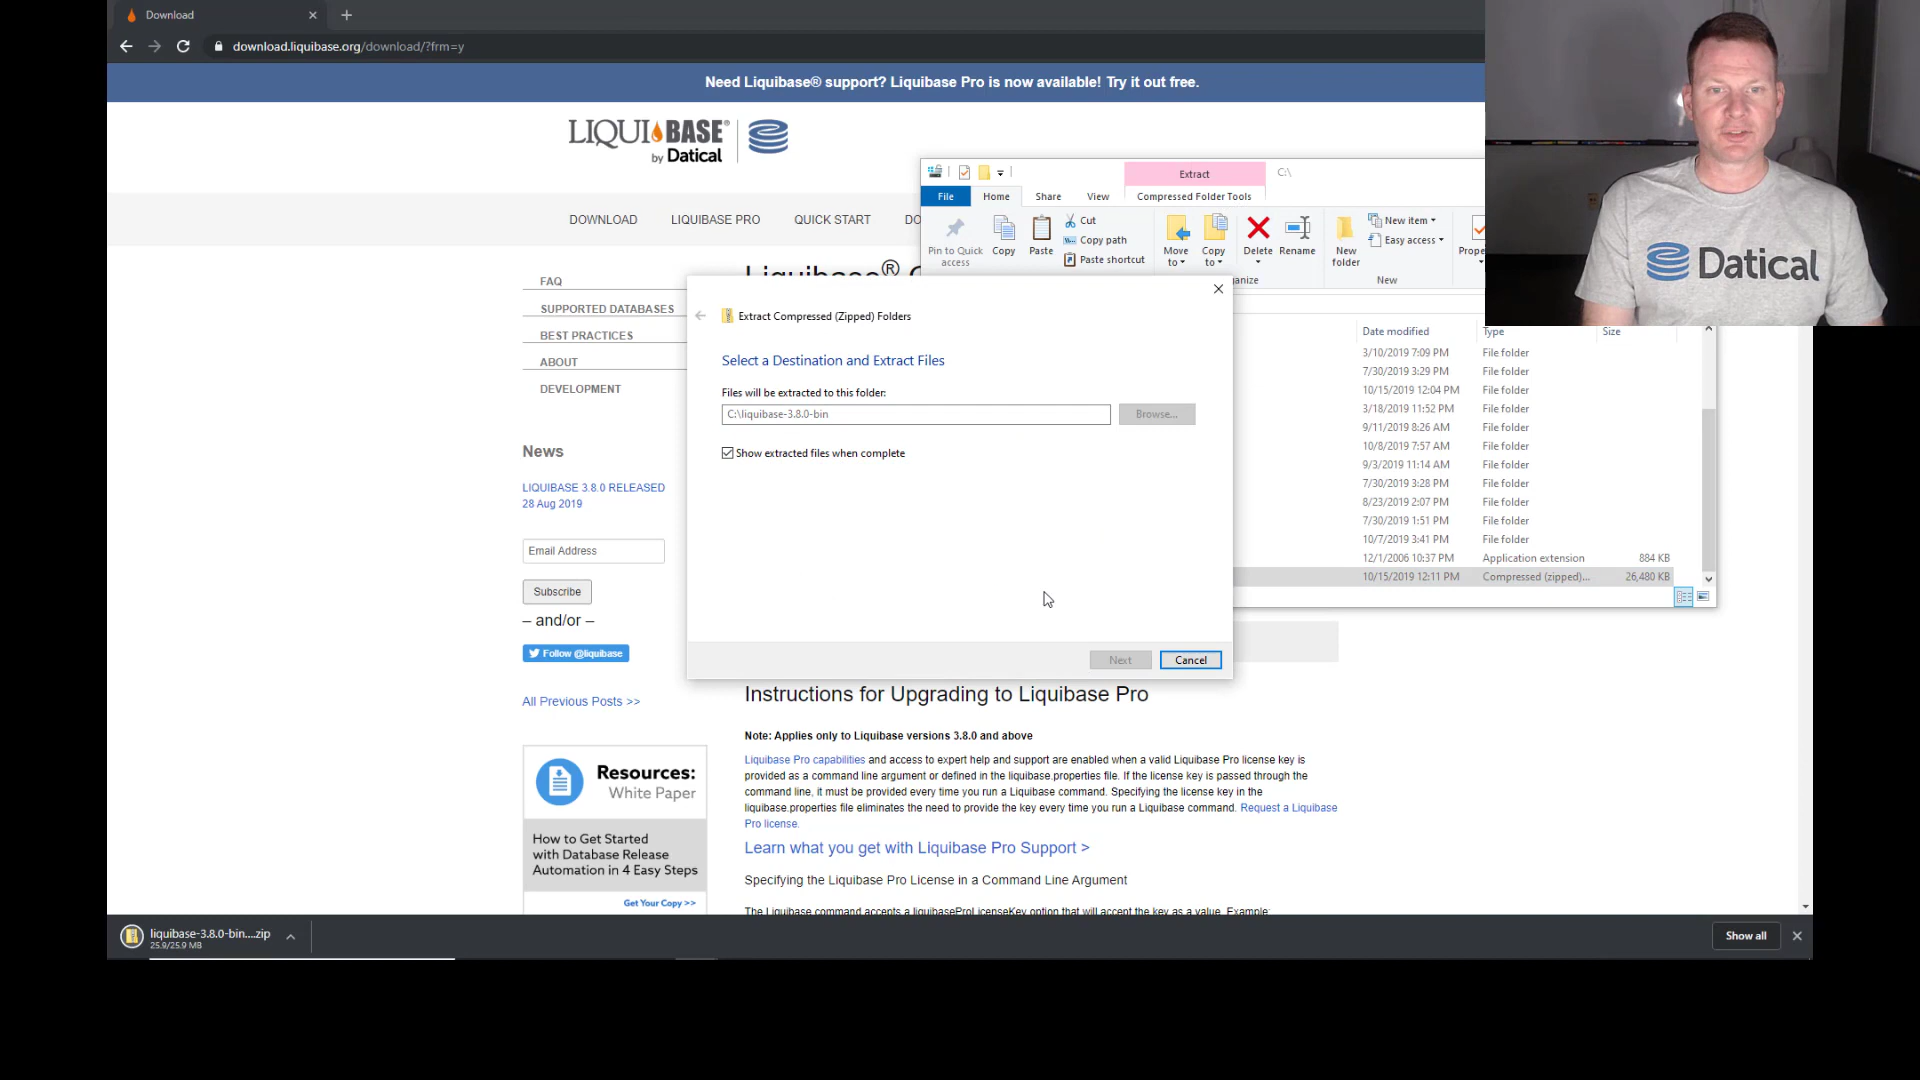 Download
download.liquibase.org/download/?frm=y
Need Liquibase® support? Liquibase Pro is now available! Try it out free.
LIQUIBASE
by Datical
DOWNLOAD LIQUIBASE PRO QUICK START DO
FAQ
SUPPORTED DATABASES
BEST PRACTICES
ABOUT
DEVELOPMENT
Liquibase®
News
LIQUIBASE 3.8.0 RELEASED
28 Aug 2019
Email Address
Subscribe
– and/or –
Follow @liquibase
All Previous Posts >>
Resources:
White Paper
How to Get Started
with Database Release
Automation in 4 Easy Steps
Get Your Copy >>
Extract C:\
File Home Share View Compressed Folder Tools
Pin to Quick
access
Copy
Paste
Cut
Copy path
Paste shortcut
Move
to
Copy
to
Delete
Rename
New
folder
New item
Easy access
Prope
ganize
New
Date modified Type Size
3/10/2019 7:09 PM File folder
7/30/2019 3:29 PM File folder
10/15/2019 12:04 PM File folder
3/18/2019 11:52 PM File folder
9/11/2019 8:26 AM File folder
10/8/2019 7:57 AM File folder
9/3/2019 11:14 AM File folder
7/30/2019 3:28 PM File folder
8/23/2019 2:07 PM File folder
7/30/2019 1:51 PM File folder
10/7/2019 3:41 PM File folder
12/1/2006 10:37 PM Application extension 884 KB
10/15/2019 12:11 PM Compressed (zipped)... 26,480 KB
Extract Compressed (Zipped) Folders
Select a Destination and Extract Files
Files will be extracted to this folder:
C:\liquibase-3.8.0-bin
Browse...
Show extracted files when complete
Next Cancel
Instructions for Upgrading to Liquibase Pro
Note: Applies only to Liquibase versions 3.8.0 and above
Liquibase Pro capabilities and access to expert help and support are enabled when a valid Liquibase Pro license key is
provided as a command line argument or defined in the liquibase.properties file. If the license key is passed through the
command line, it must be provided every time you run a Liquibase command. Specifying the license key in the
liquibase.properties file eliminates the need to provide the key every time you run a Liquibase command. Request a Liquibase
Pro license.
Learn what you get with Liquibase Pro Support >
Specifying the Liquibase Pro License in a Command Line Argument
The Liquibase command accepts a liquibaseProLicenseKey option that will accept the key as a value. Example:
liquibase-3.8.0-bin....zip
25.9/25.9 MB
Show all
Datical